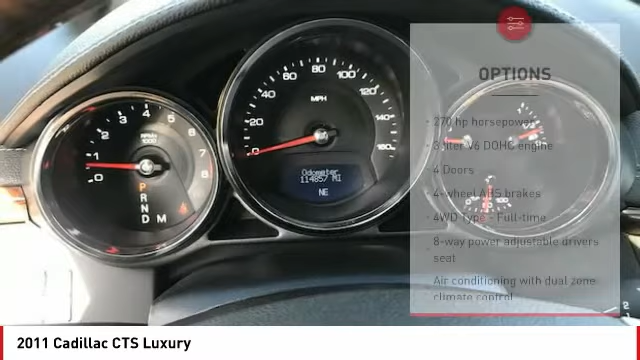 OPTIONS
270 hp horsepower
3 liter V6 DOHC engine
4 Doors
4-wheel ABS brakes
4WD Type - Full-time
8-way power adjustable drivers
seat
Air conditioning with dual zone
climate control
0 1 2 3 4 5 6 7 8
RPM x
1000
P
R
N
D M
0 20 40 60 80 100 120 140 160
MPH
Odometer
114857 MI
NE
2011 Cadillac CTS Luxury